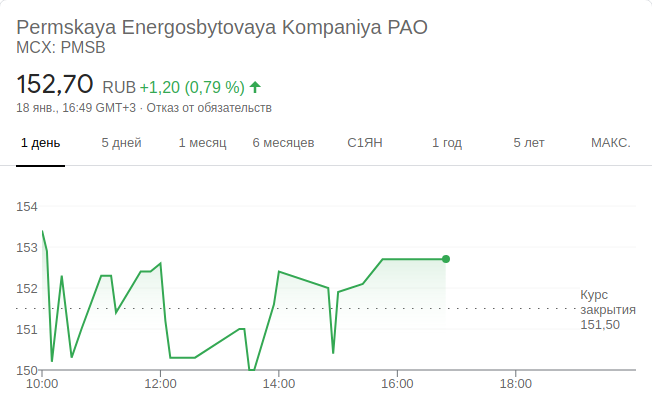 Permskaya Energosbytovaya Kompaniya PAO
MCX: PMSB
152,70 RUB +1,20 (0,79 %)
18 янв., 16:49 GMT+3 · Отказ от обязательств
1 день 5 дней 1 месяц 6 месяцев С1ЯН 1 год 5 лет МАКС.
154
153
152
151
150
Курс
закрытия
151,50
10:00 12:00 14:00 16:00 18:00